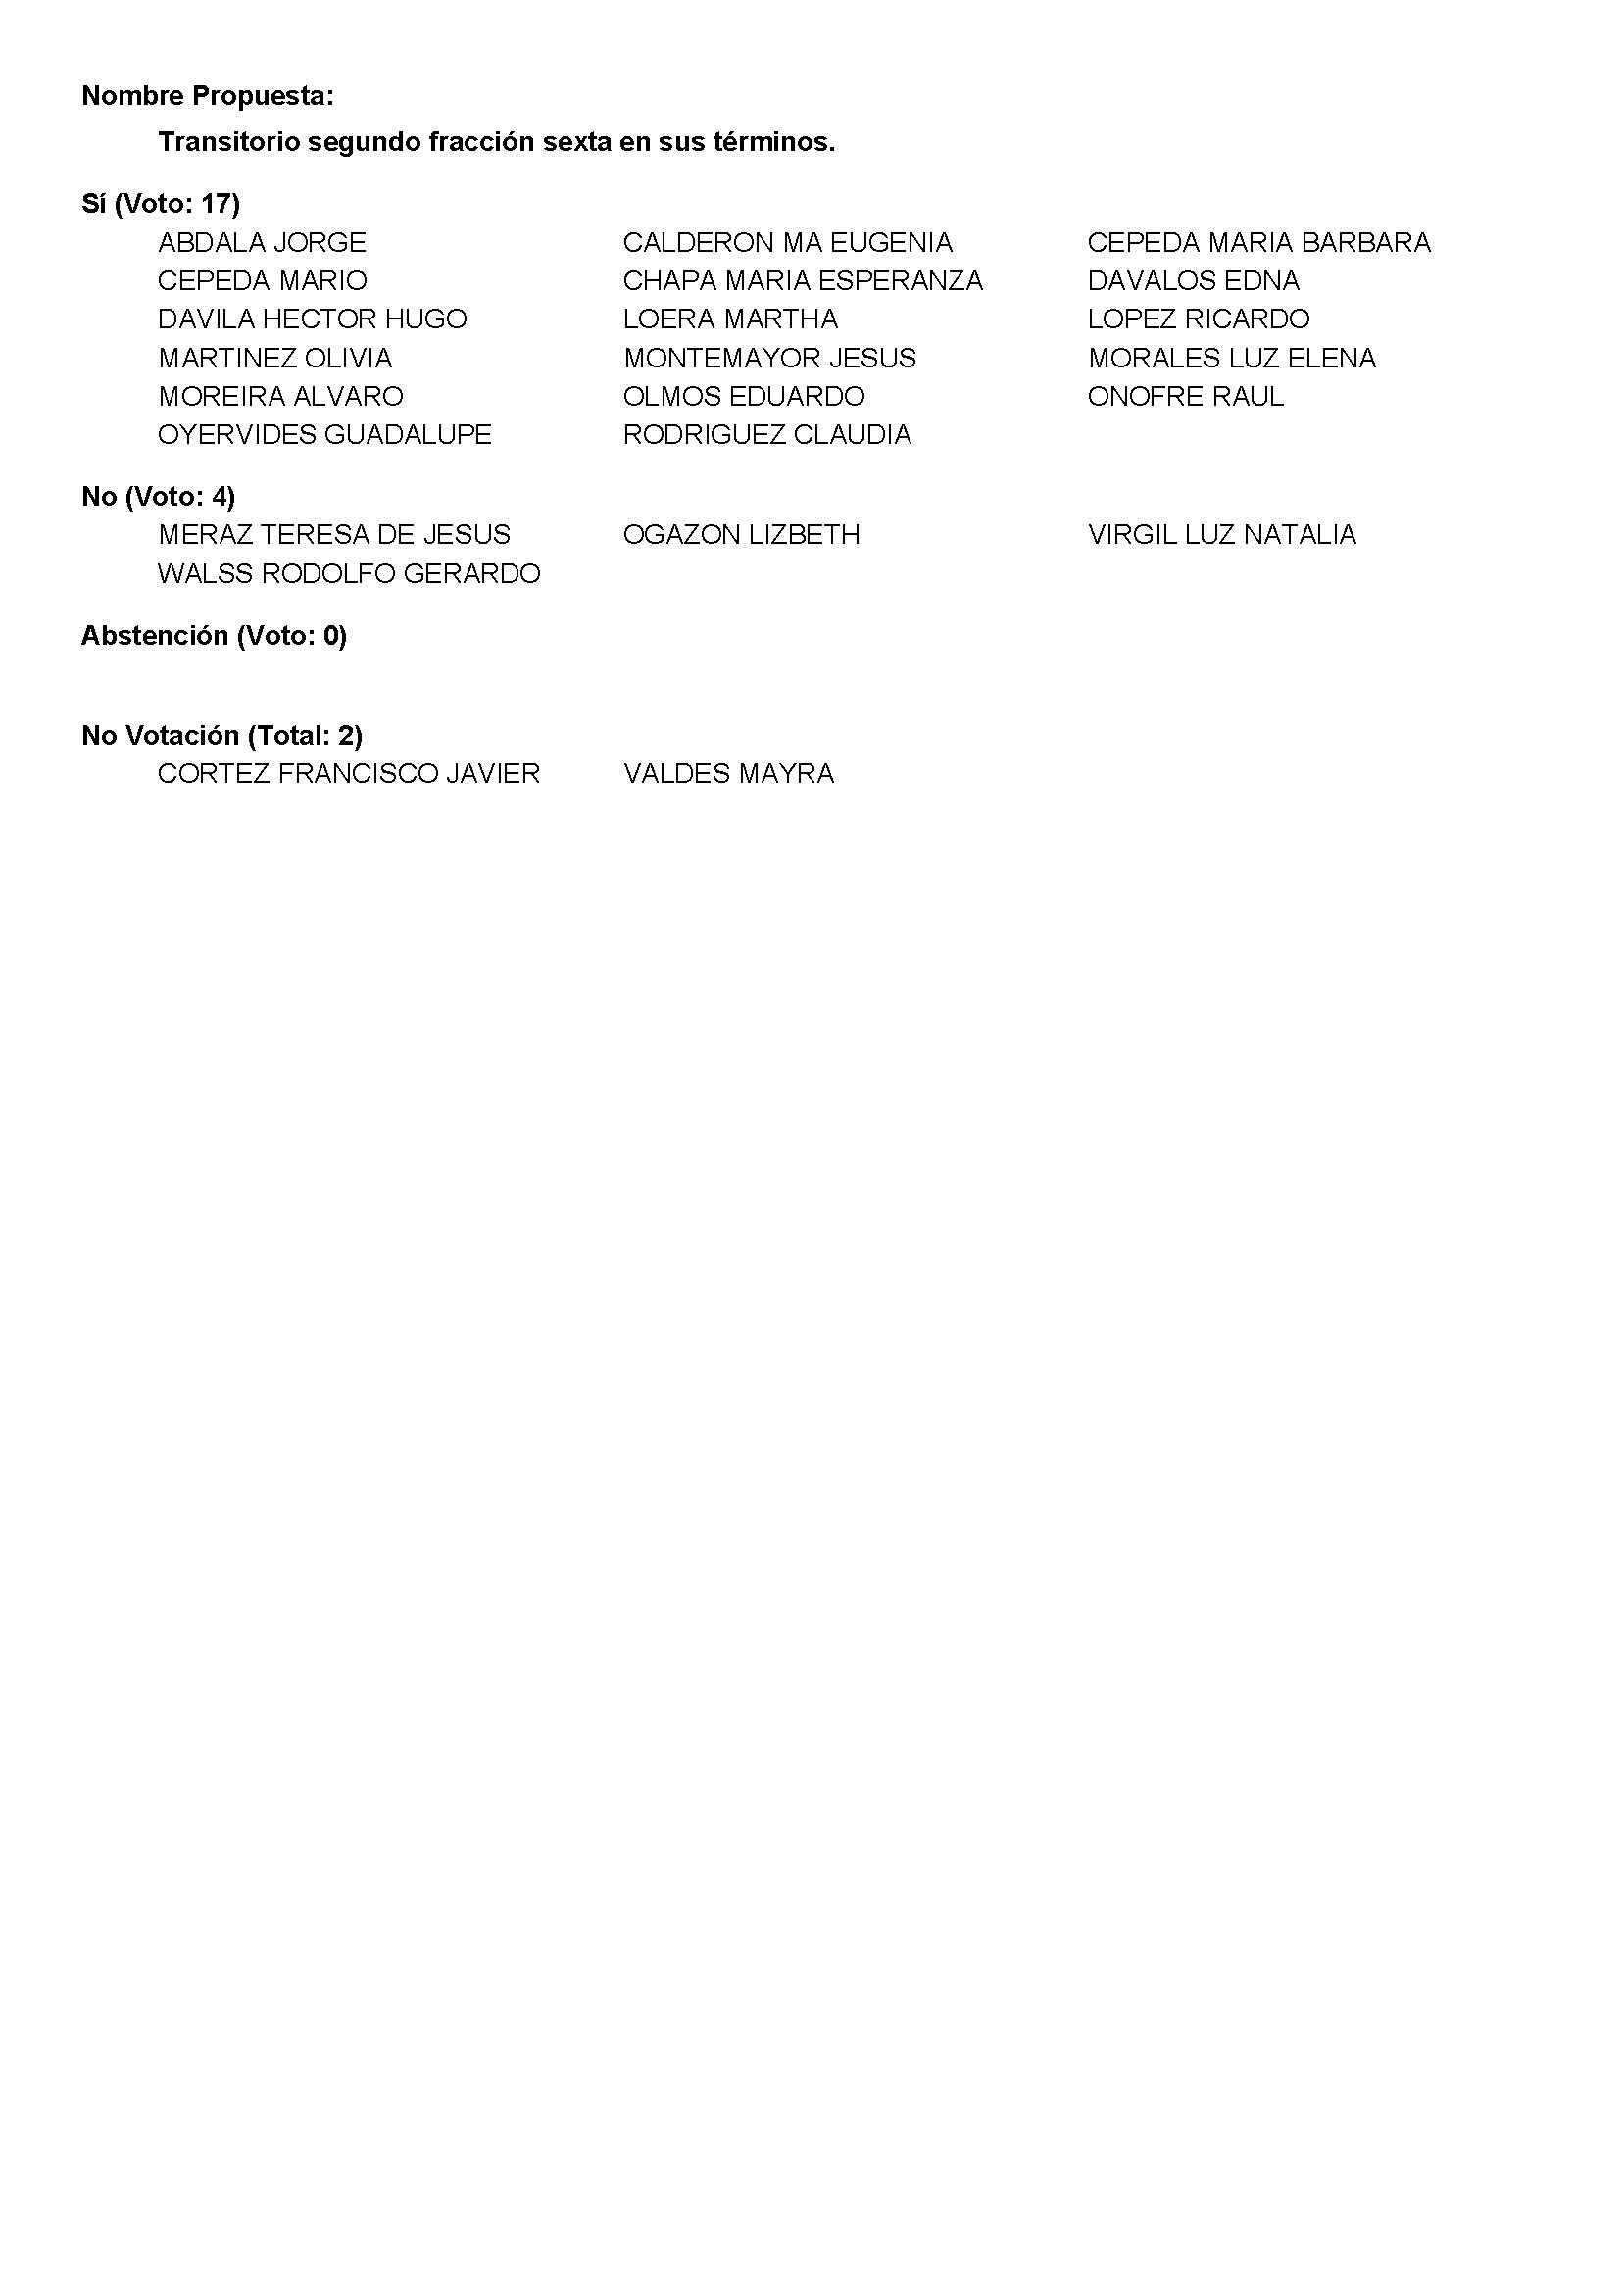 Nombre Propuesta:
Transitorio segundo fracción sexta en sus términos.
Sí (Voto: 17)
ABDALA JORGE CALDERON MA EUGENIA CEPEDA MARIA BARBARA
CEPEDA MARIO CHAPA MARIA ESPERANZA DAVALOS EDNA
DAVILA HECTOR HUGO LOERA MARTHA LOPEZ RICARDO
MARTINEZ OLIVIA MONTEMAYOR JESUS MORALES LUZ ELENA
MOREIRA ALVARO OLMOS EDUARDO ONOFRE RAUL
OYERVIDES GUADALUPE RODRIGUEZ CLAUDIA
No (Voto: 4)
MERAZ TERESA DE JESUS OGAZON LIZBETH VIRGIL LUZ NATALIA
WALSS RODOLFO GERARDO
Abstención (Voto: 0)
No Votación (Total: 2)
CORTEZ FRANCISCO JAVIER VALDES MAYRA